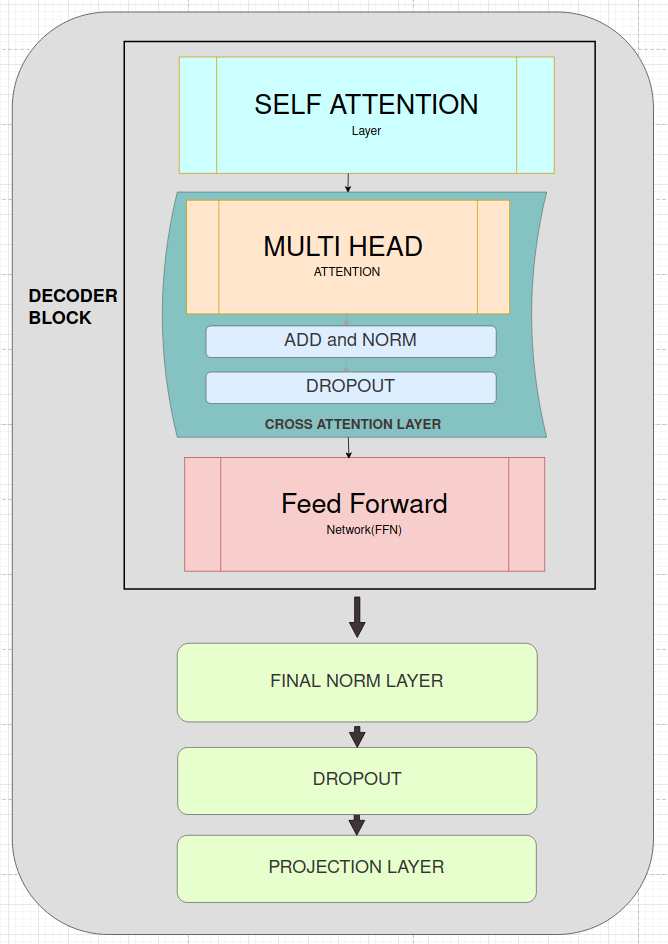 SELF ATTENTION
Layer
MULTI HEAD
ATTENTION
DECODER
BLOCK
ADD and NORM
DROPOUT
CROSS ATTENTION LAYER
Feed Forward
Network(FFN)
FINAL NORM LAYER
DROPOUT
PROJECTION LAYER